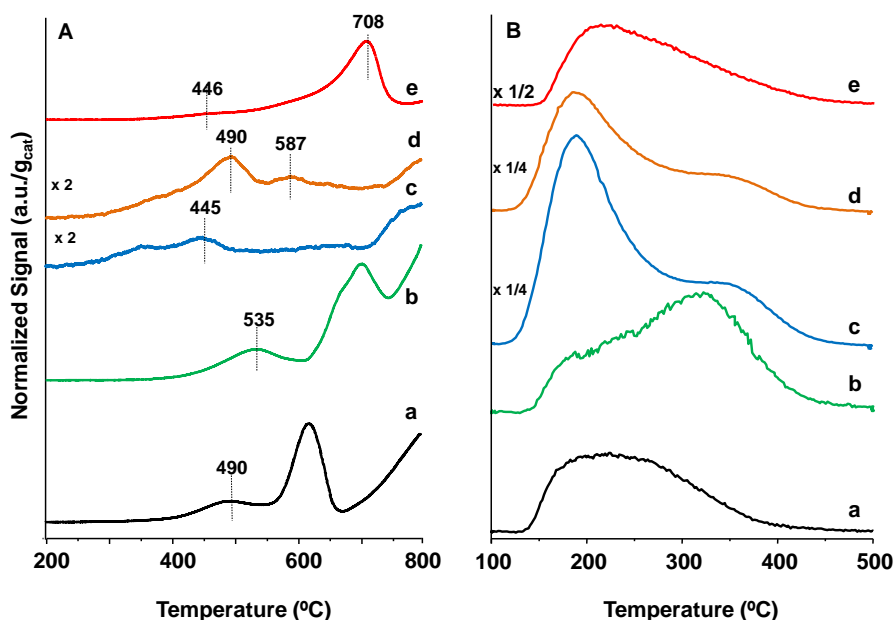 A
708
e
446
490
587
d
x 2
c
x 2
445
b
535
a
490
200
400
600
800
Temperature (ºC)
Normalized Signal (a.u./gcat)
B
e
x 1/2
d
x 1/4
x 1/4
c
b
a
100
200
300
400
500
Temperature (ºC)